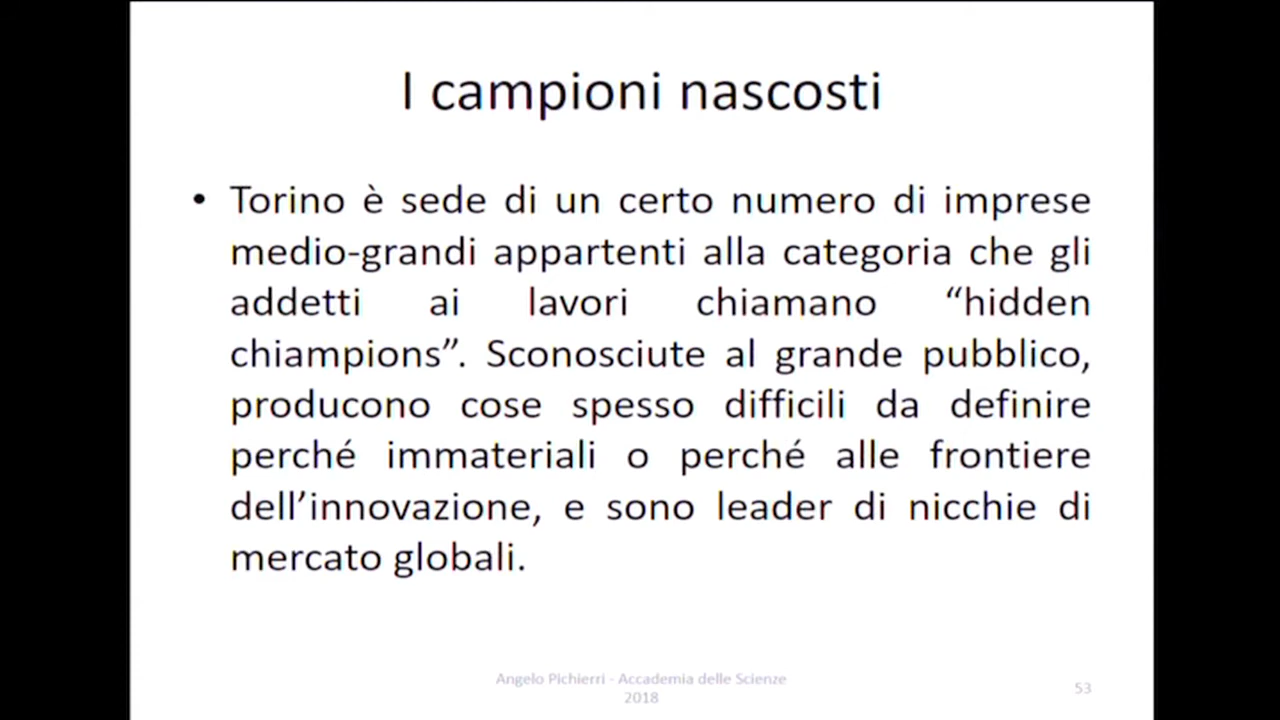 I campioni nascosti
• Torino è sede di un certo numero di imprese
medio-grandi appartenti alla categoria che gli
addetti ai lavori chiamano “hidden
chiampions”. Sconosciute al grande pubblico,
producono cose spesso difficili da definire
perché immateriali o perché alle frontiere
dell’innovazione, e sono leader di nicchie di
mercato globali.
Angelo Pichierri - Accademia delle Scienze
2018
53